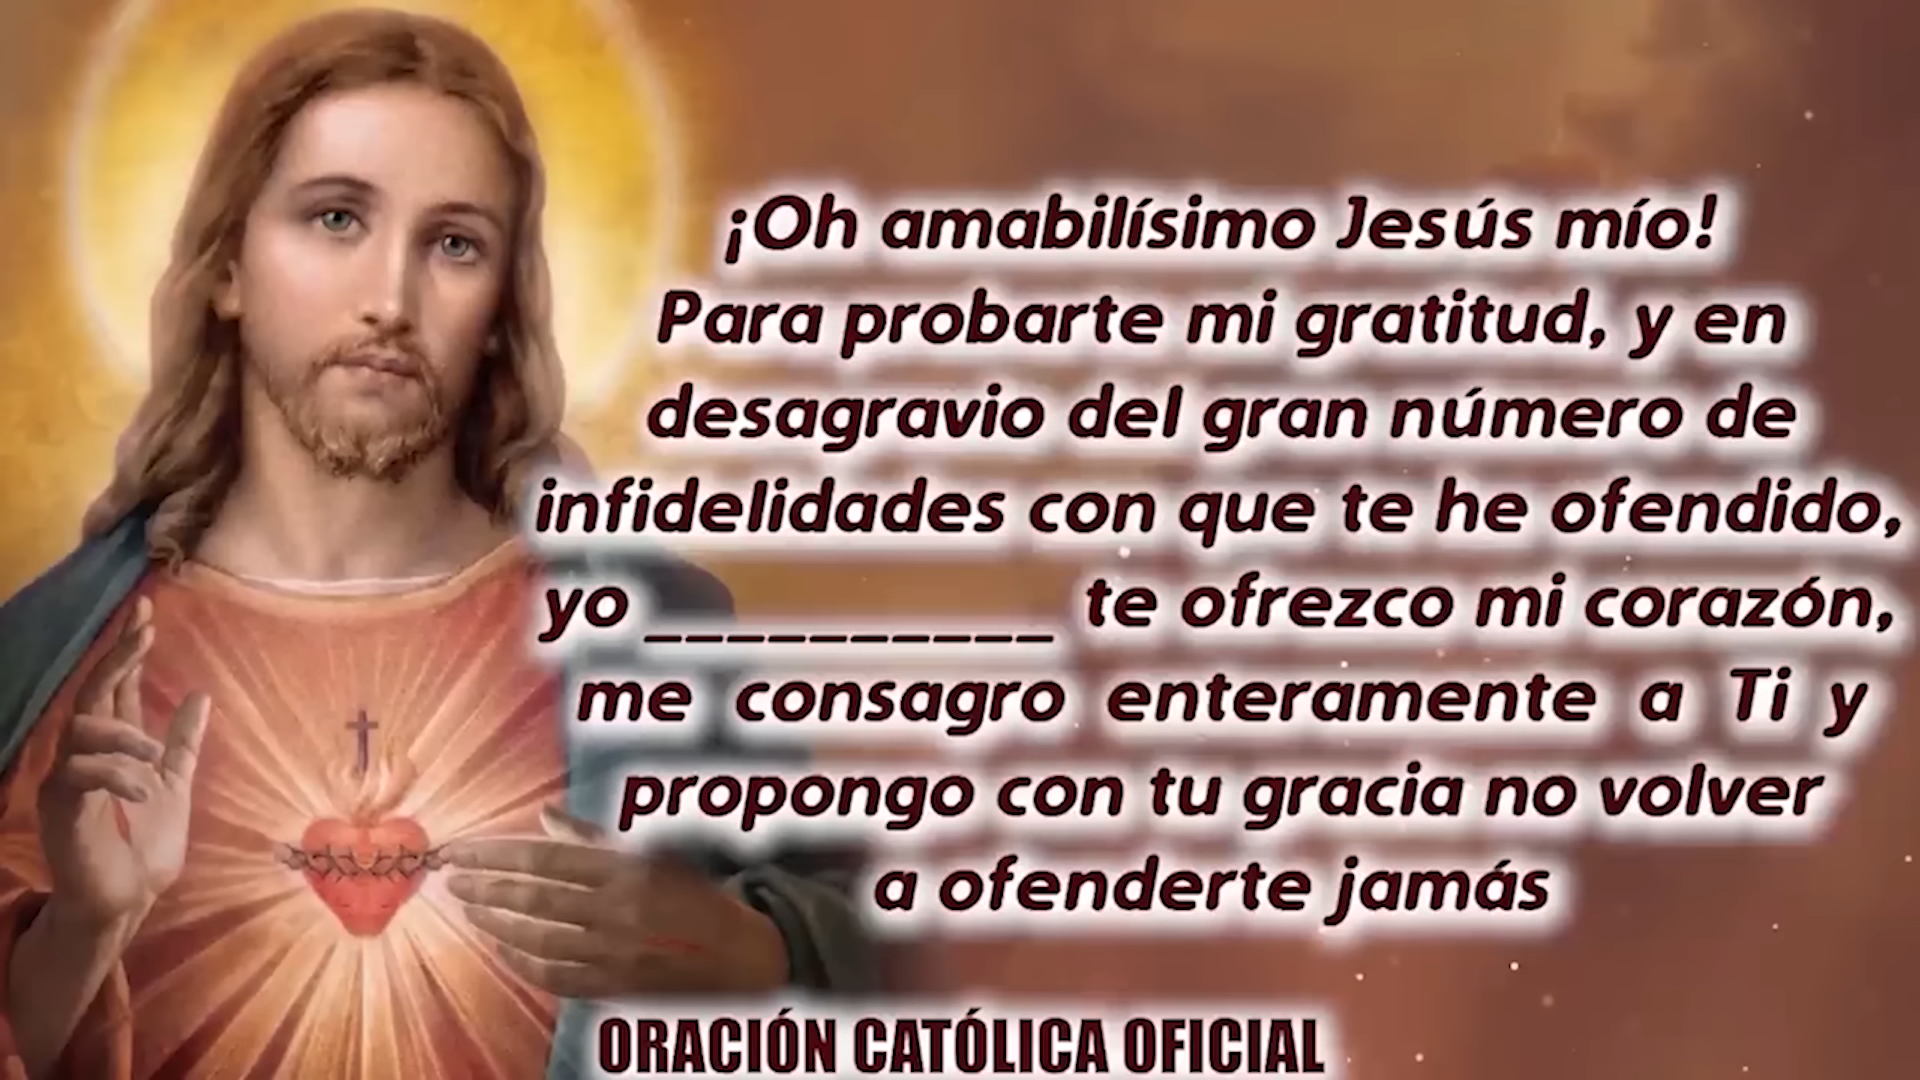 ¡Oh amabilísimo Jesús mío!
Para probarte mi gratitud, y en
desagravio del gran número de
infidelidades con que te he ofendido,
yo __________ te ofrezco mi corazón,
me consagro enteramente a Ti y
propongo con tu gracia no volver
a ofenderte jamás
ORACIÓN CATÓLICA OFICIAL